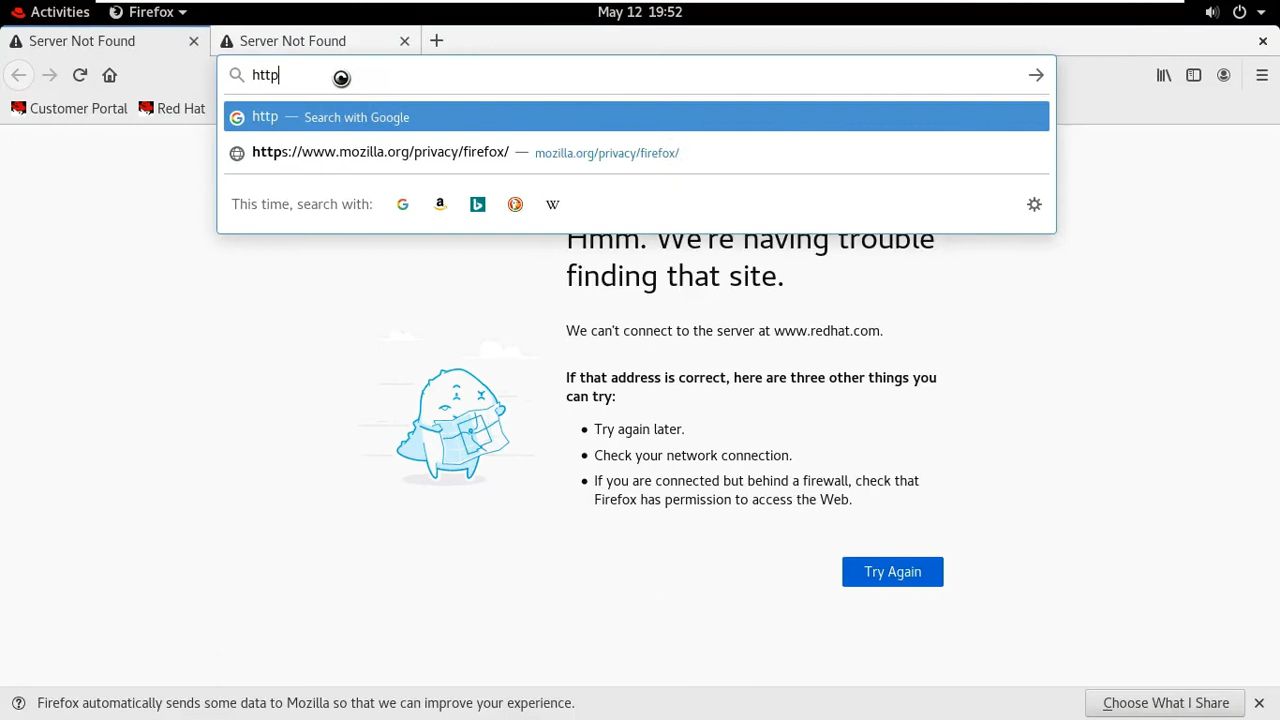 Activities Firefox May 12 19:52
Server Not Found Server Not Found
http
Customer Portal Red Hat
http — Search with Google
https://www.mozilla.org/privacy/firefox/ — mozilla.org/privacy/firefox/
This time, search with:
Hmm. We're having trouble
finding that site.
We can't connect to the server at www.redhat.com.
If that address is correct, here are three other things you
can try:
Try again later.
Check your network connection.
If you are connected but behind a firewall, check that
Firefox has permission to access the Web.
Try Again
Firefox automatically sends some data to Mozilla so that we can improve your experience. Choose What I Share